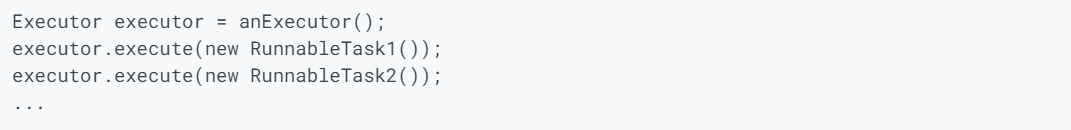 Executor executor = anExecutor();
executor.execute(new RunnableTask1());
executor.execute(new RunnableTask2());
...